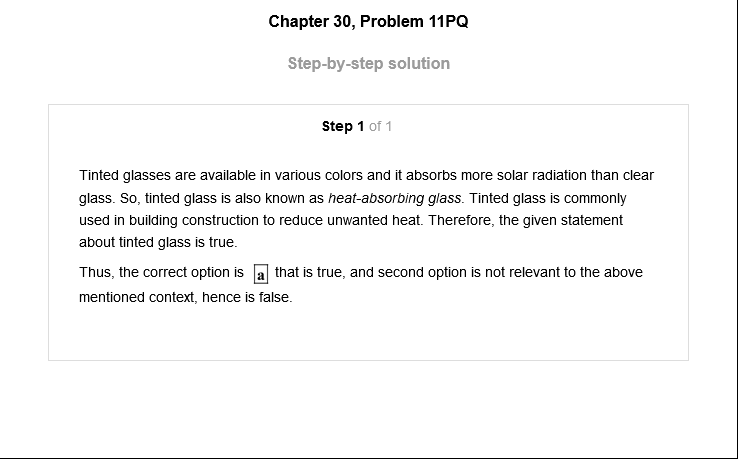 Chapter 30, Problem 11PQ
Step-by-step solution
Step 1 of 1
Tinted glasses are available in various colors and it absorbs more solar radiation than clear
glass. So, tinted glass is also known as heat-absorbing glass. Tinted glass is commonly
used in building construction to reduce unwanted heat. Therefore, the given statement
about tinted glass is true.
Thus, the correct option is a that is true, and second option is not relevant to the above
mentioned context, hence is false.